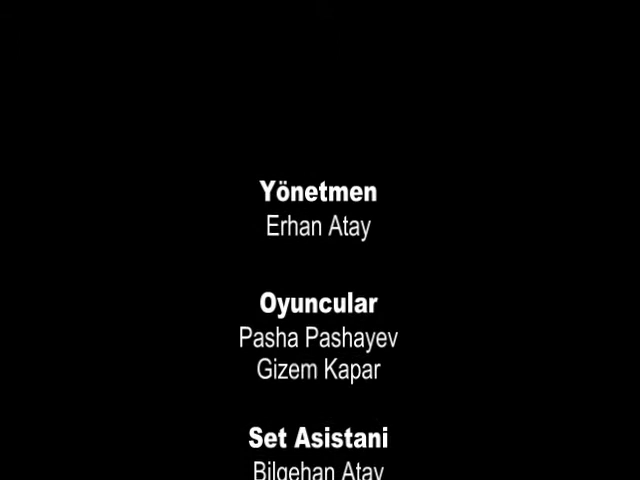 Yönetmen
Erhan Atay
Oyuncular
Pasha Pashayev
Gizem Kapar
Set Asistani
Bilgehan Atay